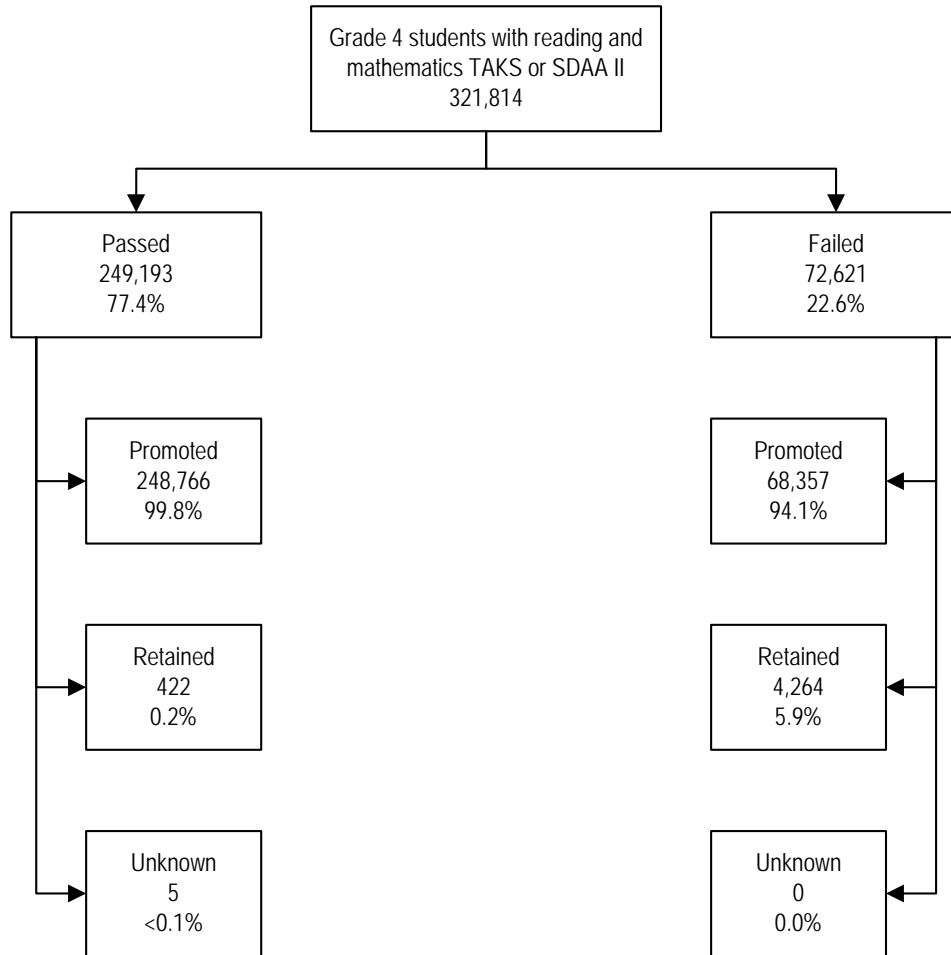 Grade 4 students with reading and
mathematics TAKS or SDAA II
321,814
Passed
249,193
77.4%
Failed
72,621
22.6%
Promoted
248,766
99.8%
Promoted
68,357
94.1%
Retained
422
0.2%
Retained
4,264
5.9%
Unknown
5
<0.1%
Unknown
0
0.0%